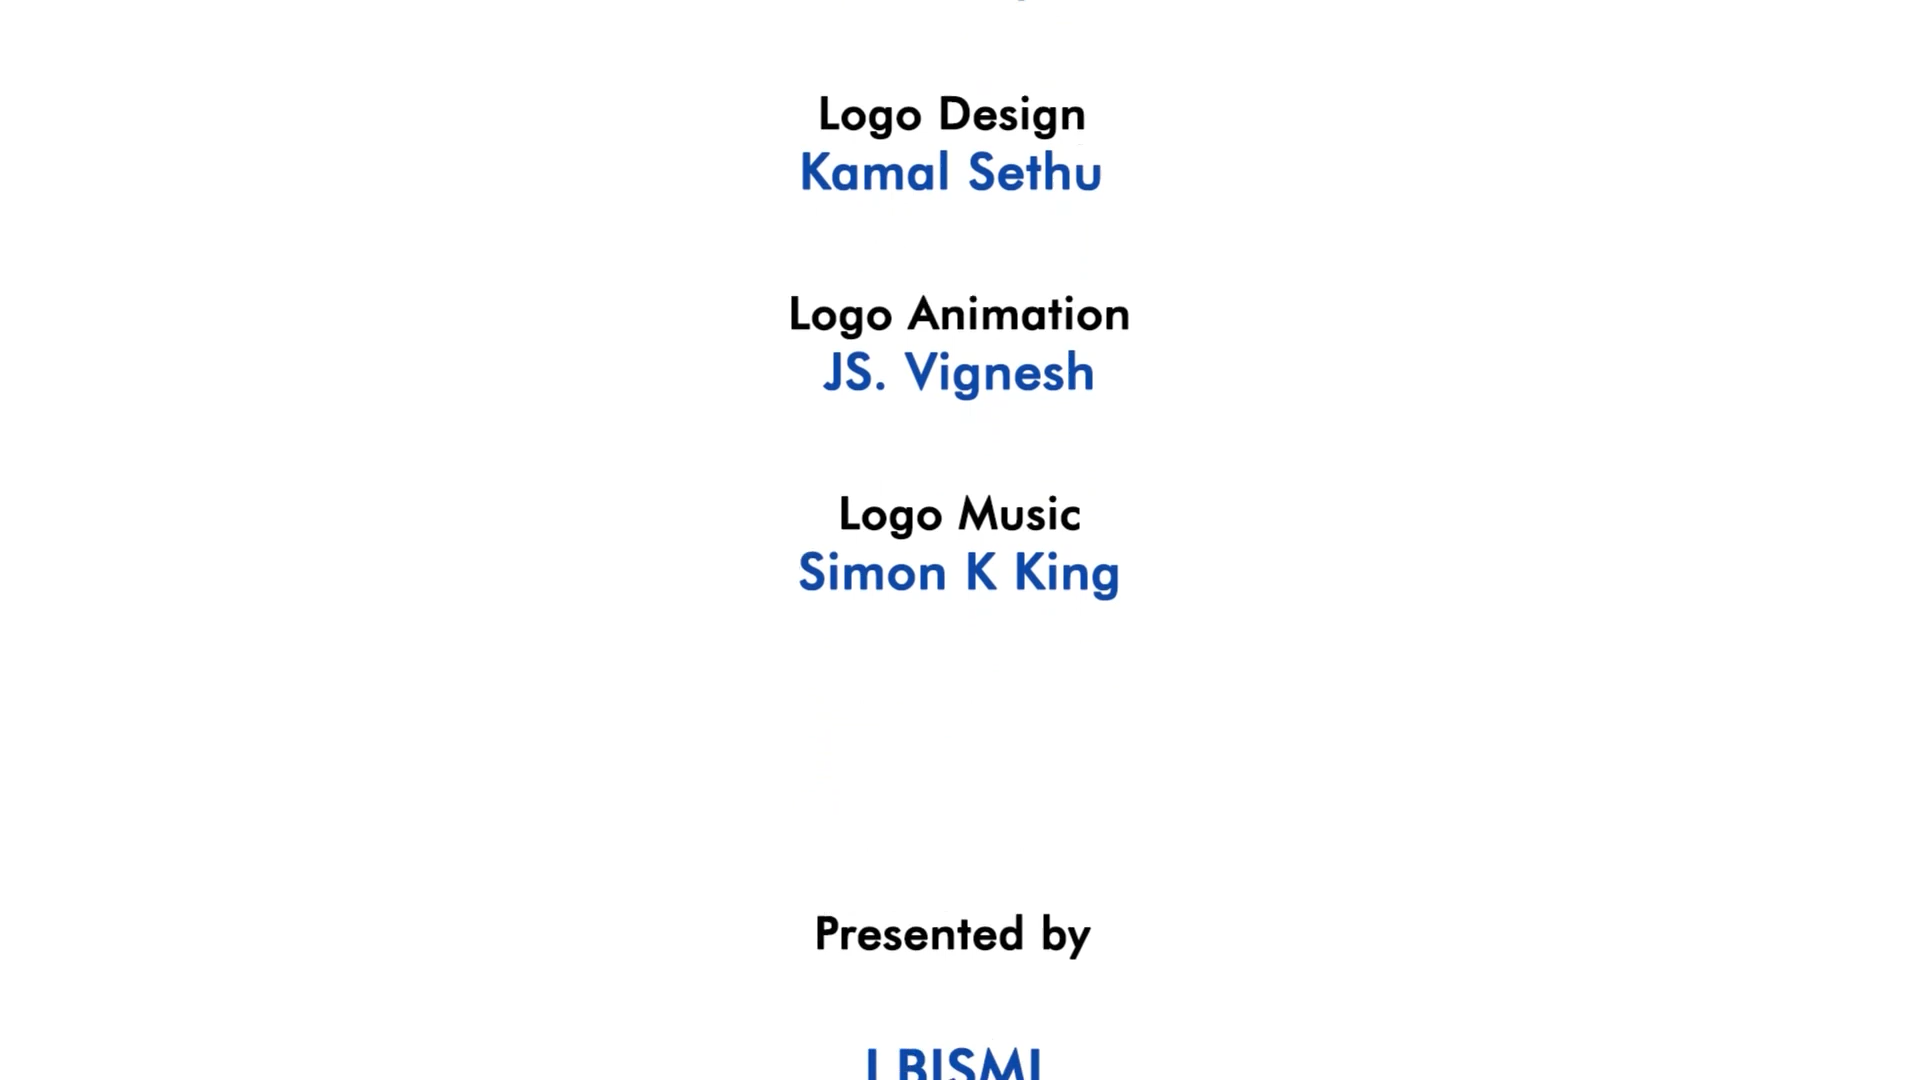 Logo Design
Kamal Sethu
Logo Animation
JS. Vignesh
Logo Music
Simon K King
Presented by